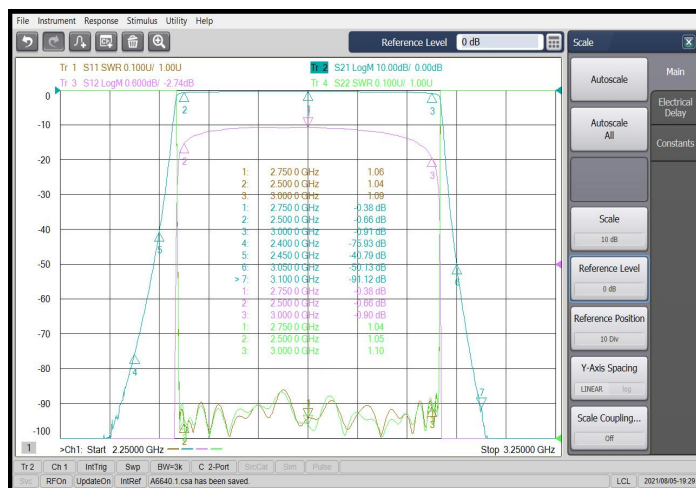 File Instrument Response Stimulus Utility Help
Reference Level 0 dB
Scale
Tr 1 S11 SWR 0.100U/ 1.00U
Tr 2 S21 LogM 10.00dB/ 0.00dB
Tr 3 S12 LogM 0.600dB/ -2.74dB
Tr 4 S22 SWR 0.100U/ 1.00U
0
-10
-20
-30
-40
-50
-60
-70
-80
-90
-100
2
1
3
2
3
5
6
4
7
2
3
1: 2.750 0 GHz 1.06
2: 2.500 0 GHz 1.04
3: 3.000 0 GHz 1.09
1: 2.750 0 GHz -0.38 dB
2: 2.500 0 GHz -0.66 dB
3: 3.000 0 GHz -0.91 dB
4: 2.400 0 GHz -75.93 dB
5: 2.450 0 GHz -40.79 dB
6: 3.050 0 GHz -50.13 dB
> 7: 3.100 0 GHz -91.12 dB
1: 2.750 0 GHz -0.38 dB
2: 2.500 0 GHz -0.66 dB
3: 3.000 0 GHz -0.90 dB
1: 2.750 0 GHz 1.04
2: 2.500 0 GHz 1.05
3: 3.000 0 GHz 1.10
1 >Ch1: Start 2.25000 GHz
Stop 3.25000 GHz
Autoscale
Autoscale All
Scale
10 dB
Reference Level
0 dB
Reference Position
10 Div
Y-Axis Spacing
LINEAR log
Scale Coupling...
Off
Main
Electrical Delay
Constants
Tr 2 Ch 1 IntTrig Swp BW=3k C 2-Port SrcCal Sim Pulse
Svc RFOn UpdateOn IntRef A6640.1.csa has been saved. LCL